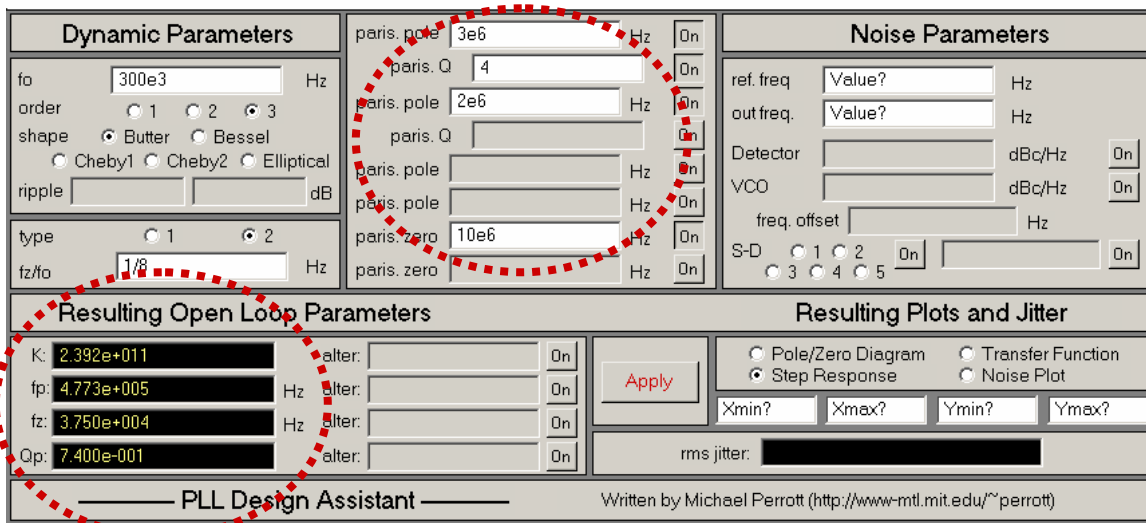 Dynamic Parameters
fo 300e3 Hz
order 1 2 3
shape Butter Bessel
Cheby1 Cheby2 Elliptical
ripple dB
type 1 2
fz/fo 1/8 Hz
paris. pole 3e6 Hz On
paris. Q 4 On
paris. pole 2e6 Hz On
paris. Q On
paris. pole Hz On
paris. pole Hz On
paris. zero 10e6 Hz On
paris. zero Hz On
Noise Parameters
ref. freq Value? Hz
out freq. Value? Hz
Detector dBc/Hz On
VCO dBc/Hz On
freq. offset Hz
S-D 1 2 On On
3 4 5
Resulting Open Loop Parameters
K: 2.392e+011 alter: On
fp: 4.773e+005 Hz alter: On
fz: 3.750e+004 Hz alter: On
Qp: 7.400e-001 alter: On
Resulting Plots and Jitter
Apply
Pole/Zero Diagram Transfer Function
Step Response Noise Plot
Xmin? Xmax? Ymin? Ymax?
rms jitter:
PLL Design Assistant
Written by Michael Perrott (http://www-mtl.mit.edu/~perrott)